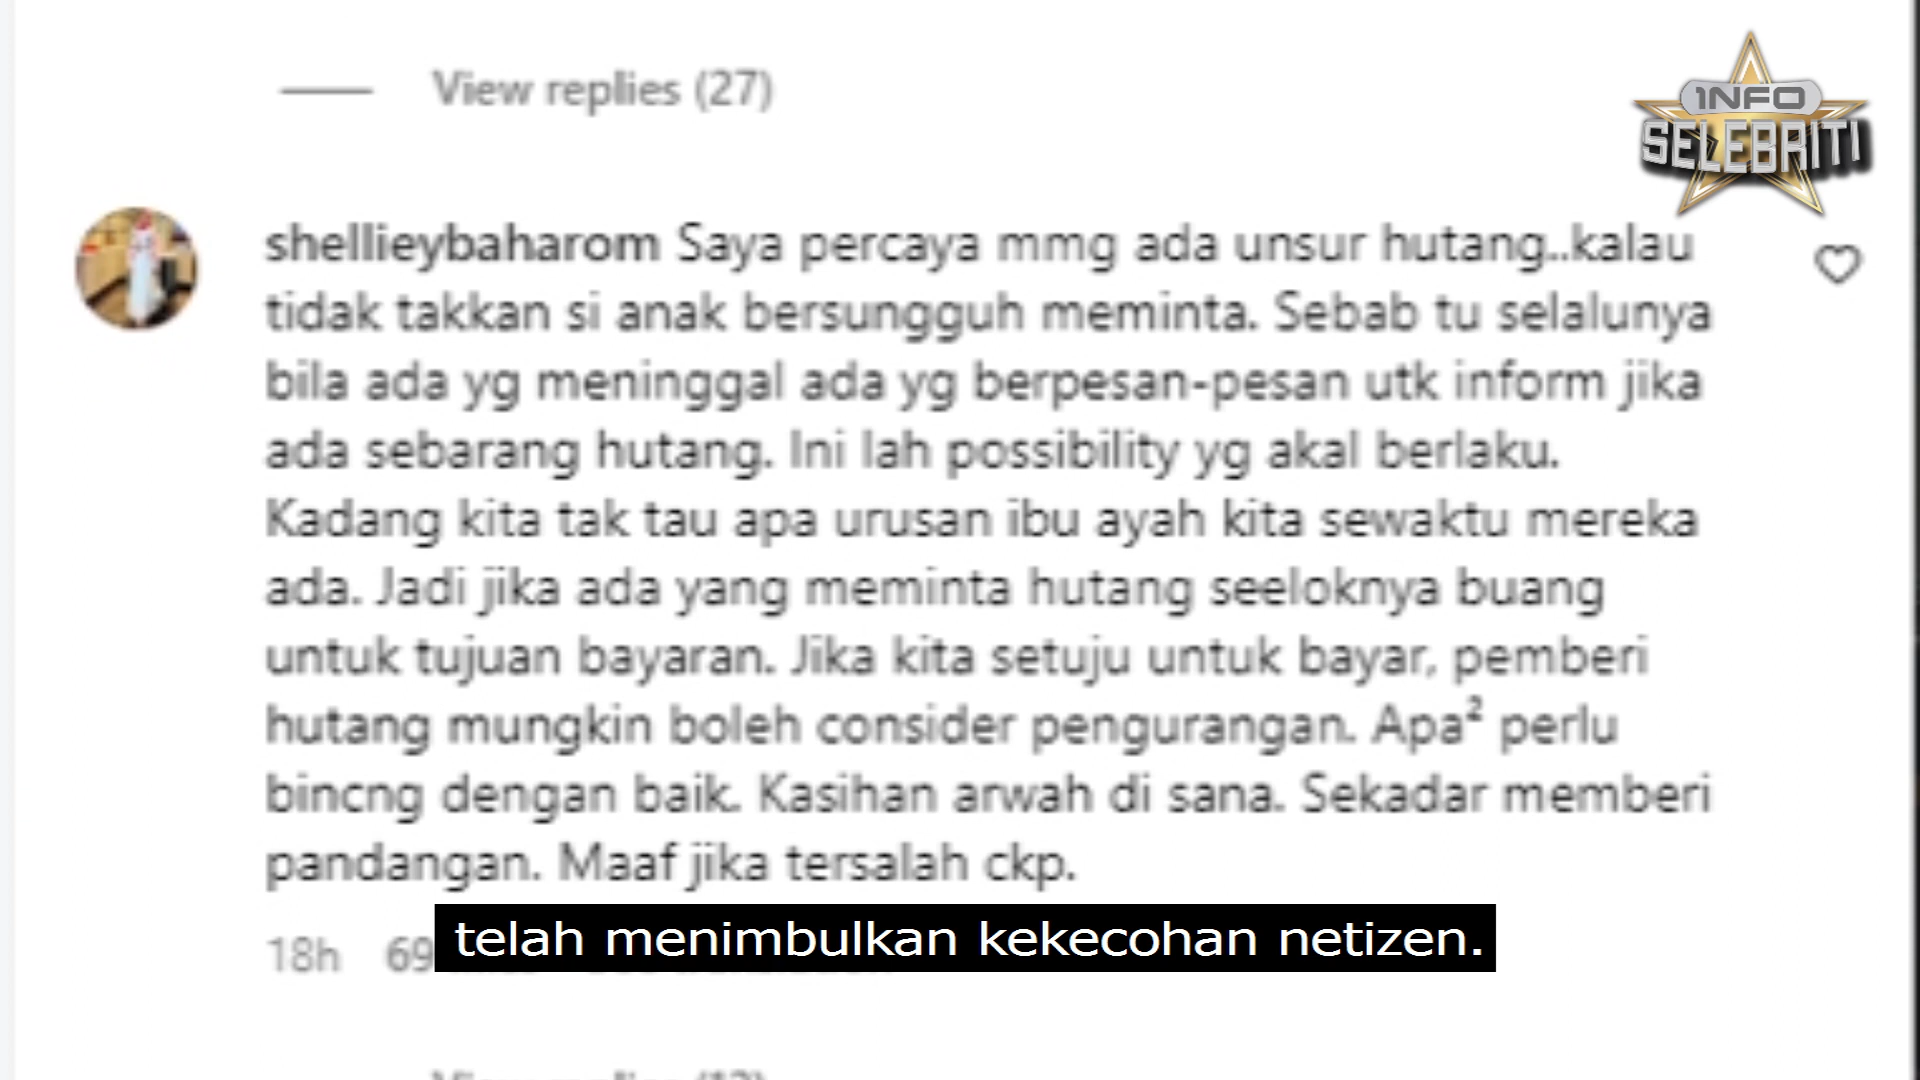 View replies (27)
1NFO
SELEBRITI
shellieybaharom Saya percaya mmg ada unsur hutang..kalau
tidak takkan si anak bersungguh meminta. Sebab tu selalunya
bila ada yg meninggal ada yg berpesan-pesan utk inform jika
ada sebarang hutang. Ini lah possibility yg akal berlaku.
Kadang kita tak tau apa urusan ibu ayah kita sewaktu mereka
ada. Jadi jika ada yang meminta hutang seeloknya buang
untuk tujuan bayaran. Jika kita setuju untuk bayar, pemberi
hutang mungkin boleh consider pengurangan. Apa² perlu
bincng dengan baik. Kasihan arwah di sana. Sekadar memberi
pandangan. Maaf jika tersalah ckp.
18h 69
telah menimbulkan kekecohan netizen.